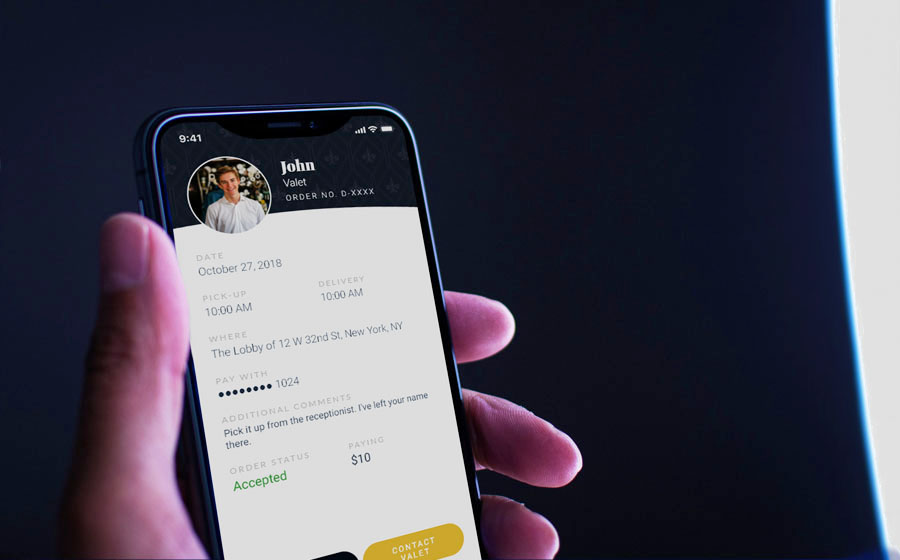 9:41
John
Valet
ORDER NO. D-XXXX
DATE
October 27, 2018
PICK-UP
DELIVERY
10:00 AM
10:00 AM
WHERE
The Lobby of 12 W 32nd St, New York, NY
PAY WITH
●●●●●●●● 1024
ADDITIONAL COMMENTS
Pick it up from the receptionist. I've left your name
there.
ORDER STATUS
PAYING
Accepted
$10
CONTACT
VALET